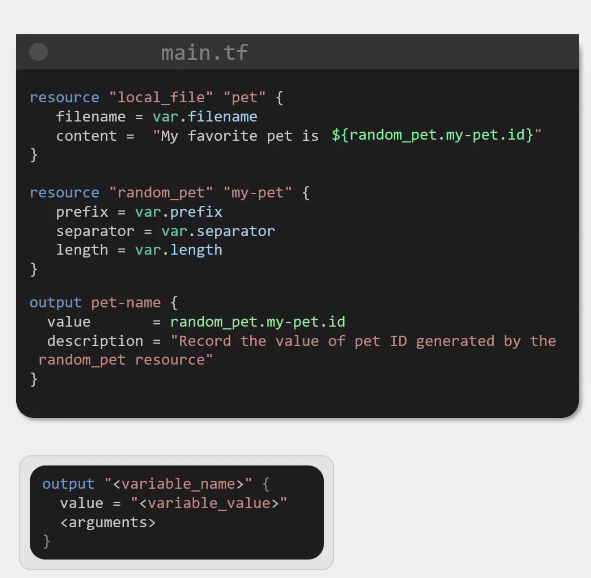 main.tf
resource "local_file" "pet" {
   filename = var.filename
   content =  "My favorite pet is ${random_pet.my-pet.id}"
}
resource "random_pet" "my-pet" {
   prefix = var.prefix
   separator = var.separator
   length = var.length
}
output pet-name {
  value       = random_pet.my-pet.id
  description = "Record the value of pet ID generated by the
 random_pet resource"
}
output "<variable_name>" {
  value = "<variable_value>"
  <arguments>
}